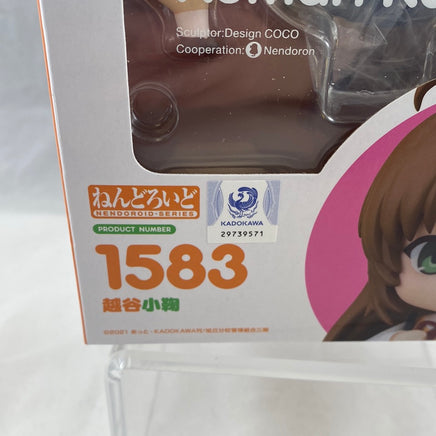 Sculptor:Design COCO
Cooperation: Nendoron
ねんどろいど
NENDOROID-SERIES
KADOKAWA
29739571
PRODUCT NUMBER
1583
越谷小鞠